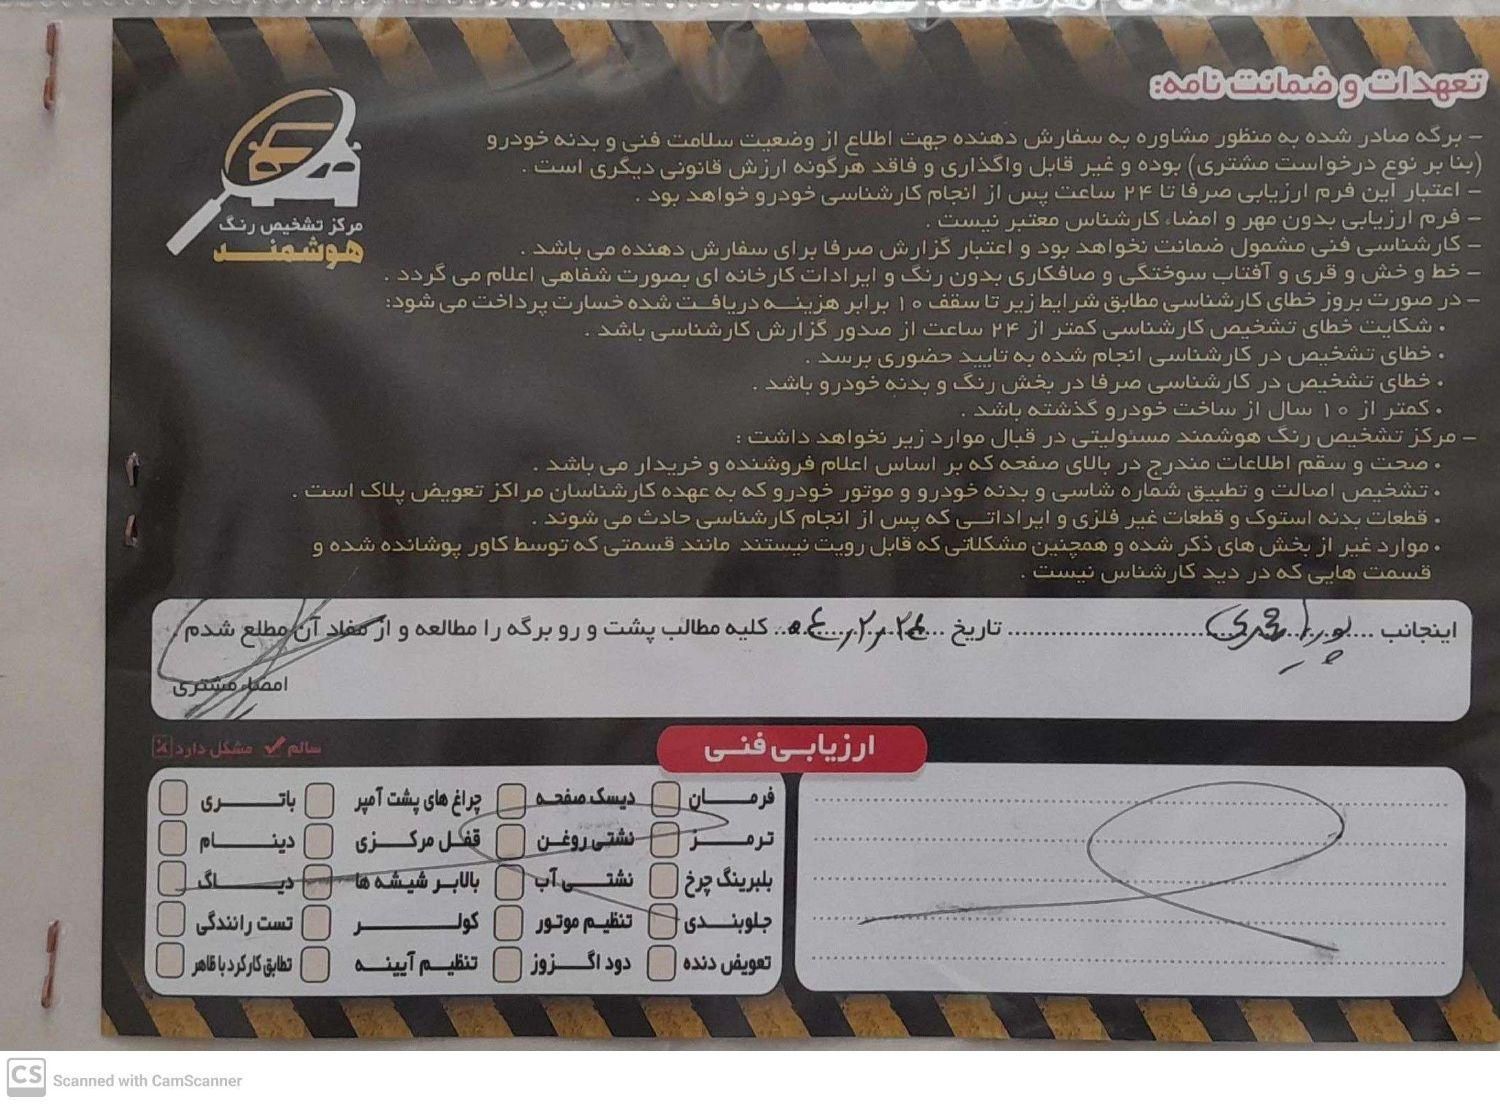 تعهدات و ضمانت نامه:
مرکز تشخیص رنگ
هوشمند
- برگه صادر شده به منظور مشاوره به سفارش دهنده جهت اطلاع از وضعیت سلامت فنی و بدنه خودرو
(بنا بر نوع درخواست مشتری) بوده و غیر قابل واگذاری و فاقد هرگونه ارزش قانونی دیگری است .
- اعتبار این فرم ارزیابی صرفا تا ۲۴ ساعت پس از انجام کارشناسی خودرو خواهد بود .
- فرم ارزیابی بدون مهر و امضاء کارشناس معتبر نیست .
- کارشناسی فنی مشمول ضمانت نخواهد بود و اعتبار گزارش صرفا برای سفارش دهنده می باشد .
- خط و خش و قری و آفتاب سوختگی و صافکاری بدون رنگ و ایرادات کارخانه ای بصورت شفاهی اعلام می گردد .
- در صورت بروز خطای کارشناسی مطابق شرایط زیر تا سقف ۱۰ برابر هزینه دریافت شده خسارت پرداخت می شود:
• شکایت خطای تشخیص کارشناسی کمتر از ۲۴ ساعت از صدور گزارش کارشناسی باشد .
• خطای تشخیص در کارشناسی انجام شده به تایید حضوری برسد .
• خطای تشخیص در کارشناسی صرفا در بخش رنگ و بدنه خودرو باشد .
• کمتر از ۱۰ سال از ساخت خودرو گذشته باشد .
- مرکز تشخیص رنگ هوشمند مسئولیتی در قبال موارد زیر نخواهد داشت :
• صحت و سقم اطلاعات مندرج در بالای صفحه که بر اساس اعلام فروشنده و خریدار می باشد .
• تشخیص اصالت و تطبیق شماره شاسی و بدنه خودرو و موتور خودرو که به عهده کارشناسان مراکز تعویض پلاک است .
• قطعات بدنه استوک و قطعات غیر فلزی و ایراداتی که پس از انجام کارشناسی حادث می شوند .
• موارد غیر از بخش های ذکر شده و همچنین مشکلاتی که قابل رویت نیستند مانند قسمتی که توسط کاور پوشانده شده و
قسمت هایی که در دید کارشناس نیست .
اینجانب ........ تاریخ ........ کلیه مطالب پشت و رو برگه را مطالعه و از مفاد آن مطلع شدم .
امضاء مشتری
ارزیابی فنی
سالم مشکل دارد
فرمان دیسک صفحه چراغ های پشت آمپر باتری
ترمز نشتی روغن قفل مرکزی دینام
بلبرینگ چرخ نشتی آب بالابر شیشه ها دیاگ
جلوبندی تنظیم موتور کولر تست رانندگی
تعویض دنده دود اگزوز تنظیم آیینه تطابق کارکرد با ظاهر
CS Scanned with CamScanner